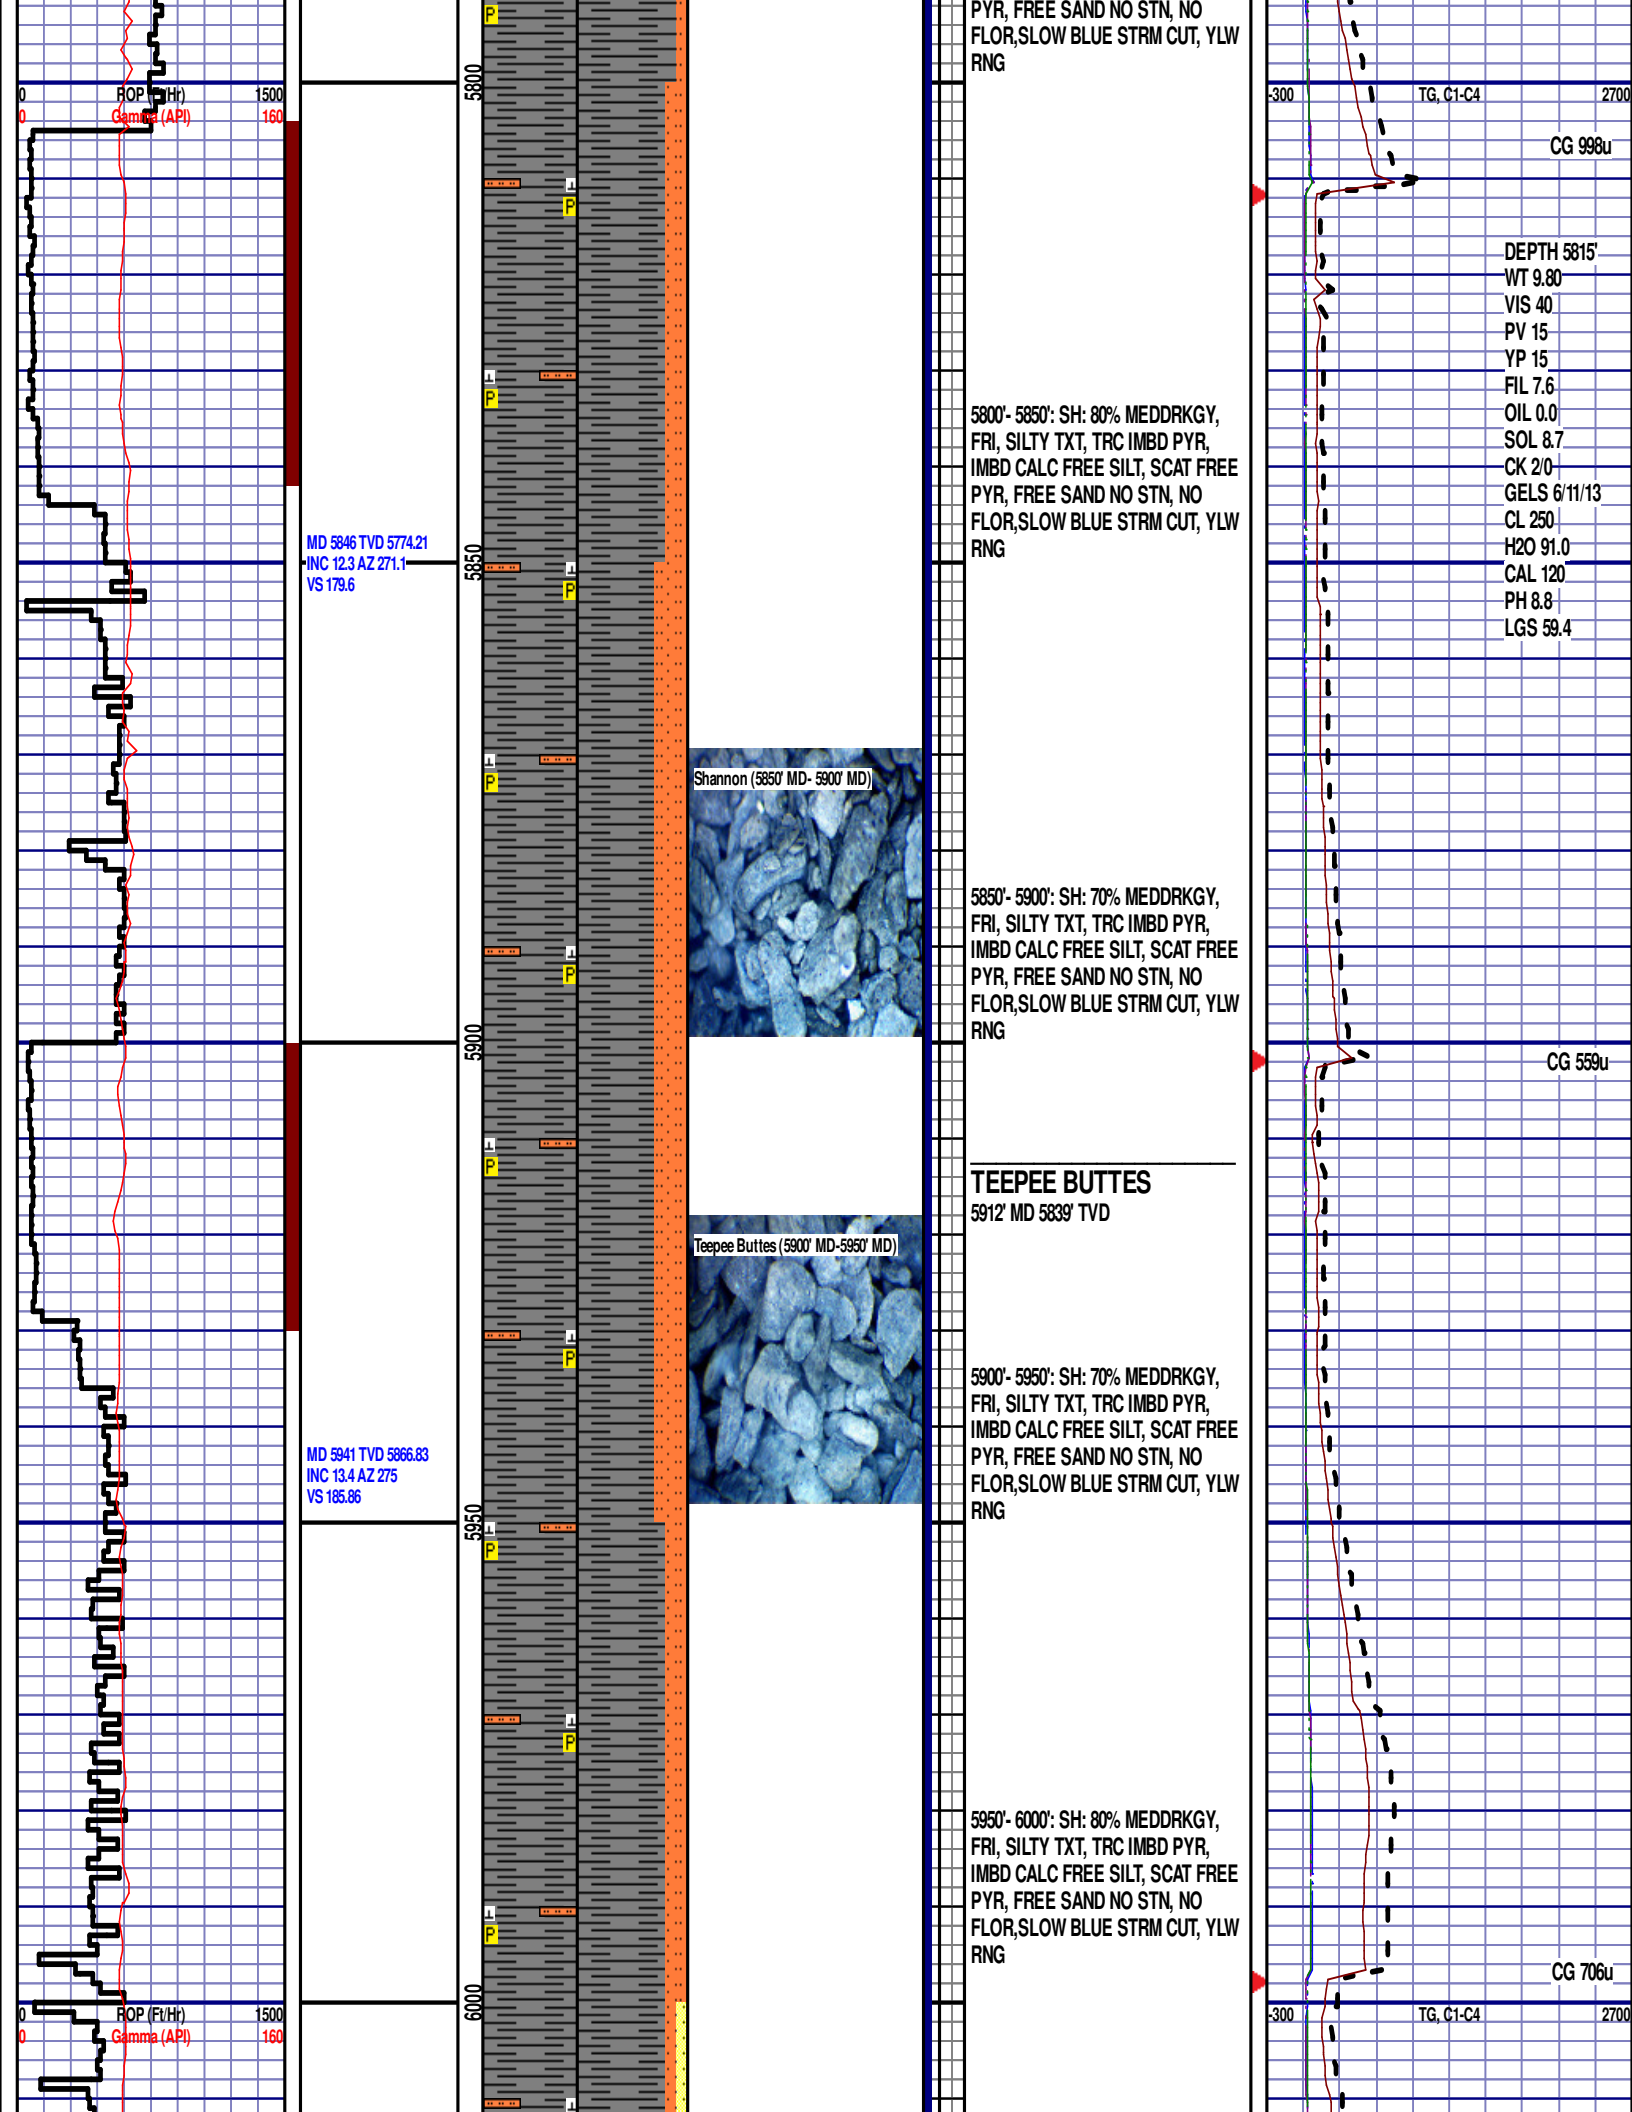 PYR, FREE SAND NO STN, NO
FLOR,SLOW BLUE STRM CUT, YLW
RNG
0 ROP (Ft/Hr) 1500
0 Gamma (API) 160
5800
-300 TG, C1-C4 2700
CG 998u
DEPTH 5815'
WT 9.80
VIS 40
PV 15
YP 15
FIL 7.6
OIL 0.0
SOL 8.7
CK 2/0
GELS 6/11/13
CL 250
H2O 91.0
CAL 120
PH 8.8
LGS 59.4
5800'- 5850': SH: 80% MEDDRKGY,
FRI, SILTY TXT, TRC IMBD PYR,
IMBD CALC FREE SILT, SCAT FREE
PYR, FREE SAND NO STN, NO
FLOR,SLOW BLUE STRM CUT, YLW
RNG
MD 5846 TVD 5774.21
INC 12.3 AZ 271.1
VS 179.6
5850
Shannon (5850' MD- 5900' MD)
5850'- 5900': SH: 70% MEDDRKGY,
FRI, SILTY TXT, TRC IMBD PYR,
IMBD CALC FREE SILT, SCAT FREE
PYR, FREE SAND NO STN, NO
FLOR,SLOW BLUE STRM CUT, YLW
RNG
5900
CG 559u
TEEPEE BUTTES
5912' MD 5839' TVD
Teepee Buttes (5900' MD-5950' MD)
5900'- 5950': SH: 70% MEDDRKGY,
FRI, SILTY TXT, TRC IMBD PYR,
IMBD CALC FREE SILT, SCAT FREE
PYR, FREE SAND NO STN, NO
FLOR,SLOW BLUE STRM CUT, YLW
RNG
MD 5941 TVD 5866.83
INC 13.4 AZ 275
VS 185.86
5950
5950'- 6000': SH: 80% MEDDRKGY,
FRI, SILTY TXT, TRC IMBD PYR,
IMBD CALC FREE SILT, SCAT FREE
PYR, FREE SAND NO STN, NO
FLOR,SLOW BLUE STRM CUT, YLW
RNG
CG 706u
6000
0 ROP (Ft/Hr) 1500
0 Gamma (API) 160
-300 TG, C1-C4 2700
P
P
P
P
P
P
P
P
P
P
P